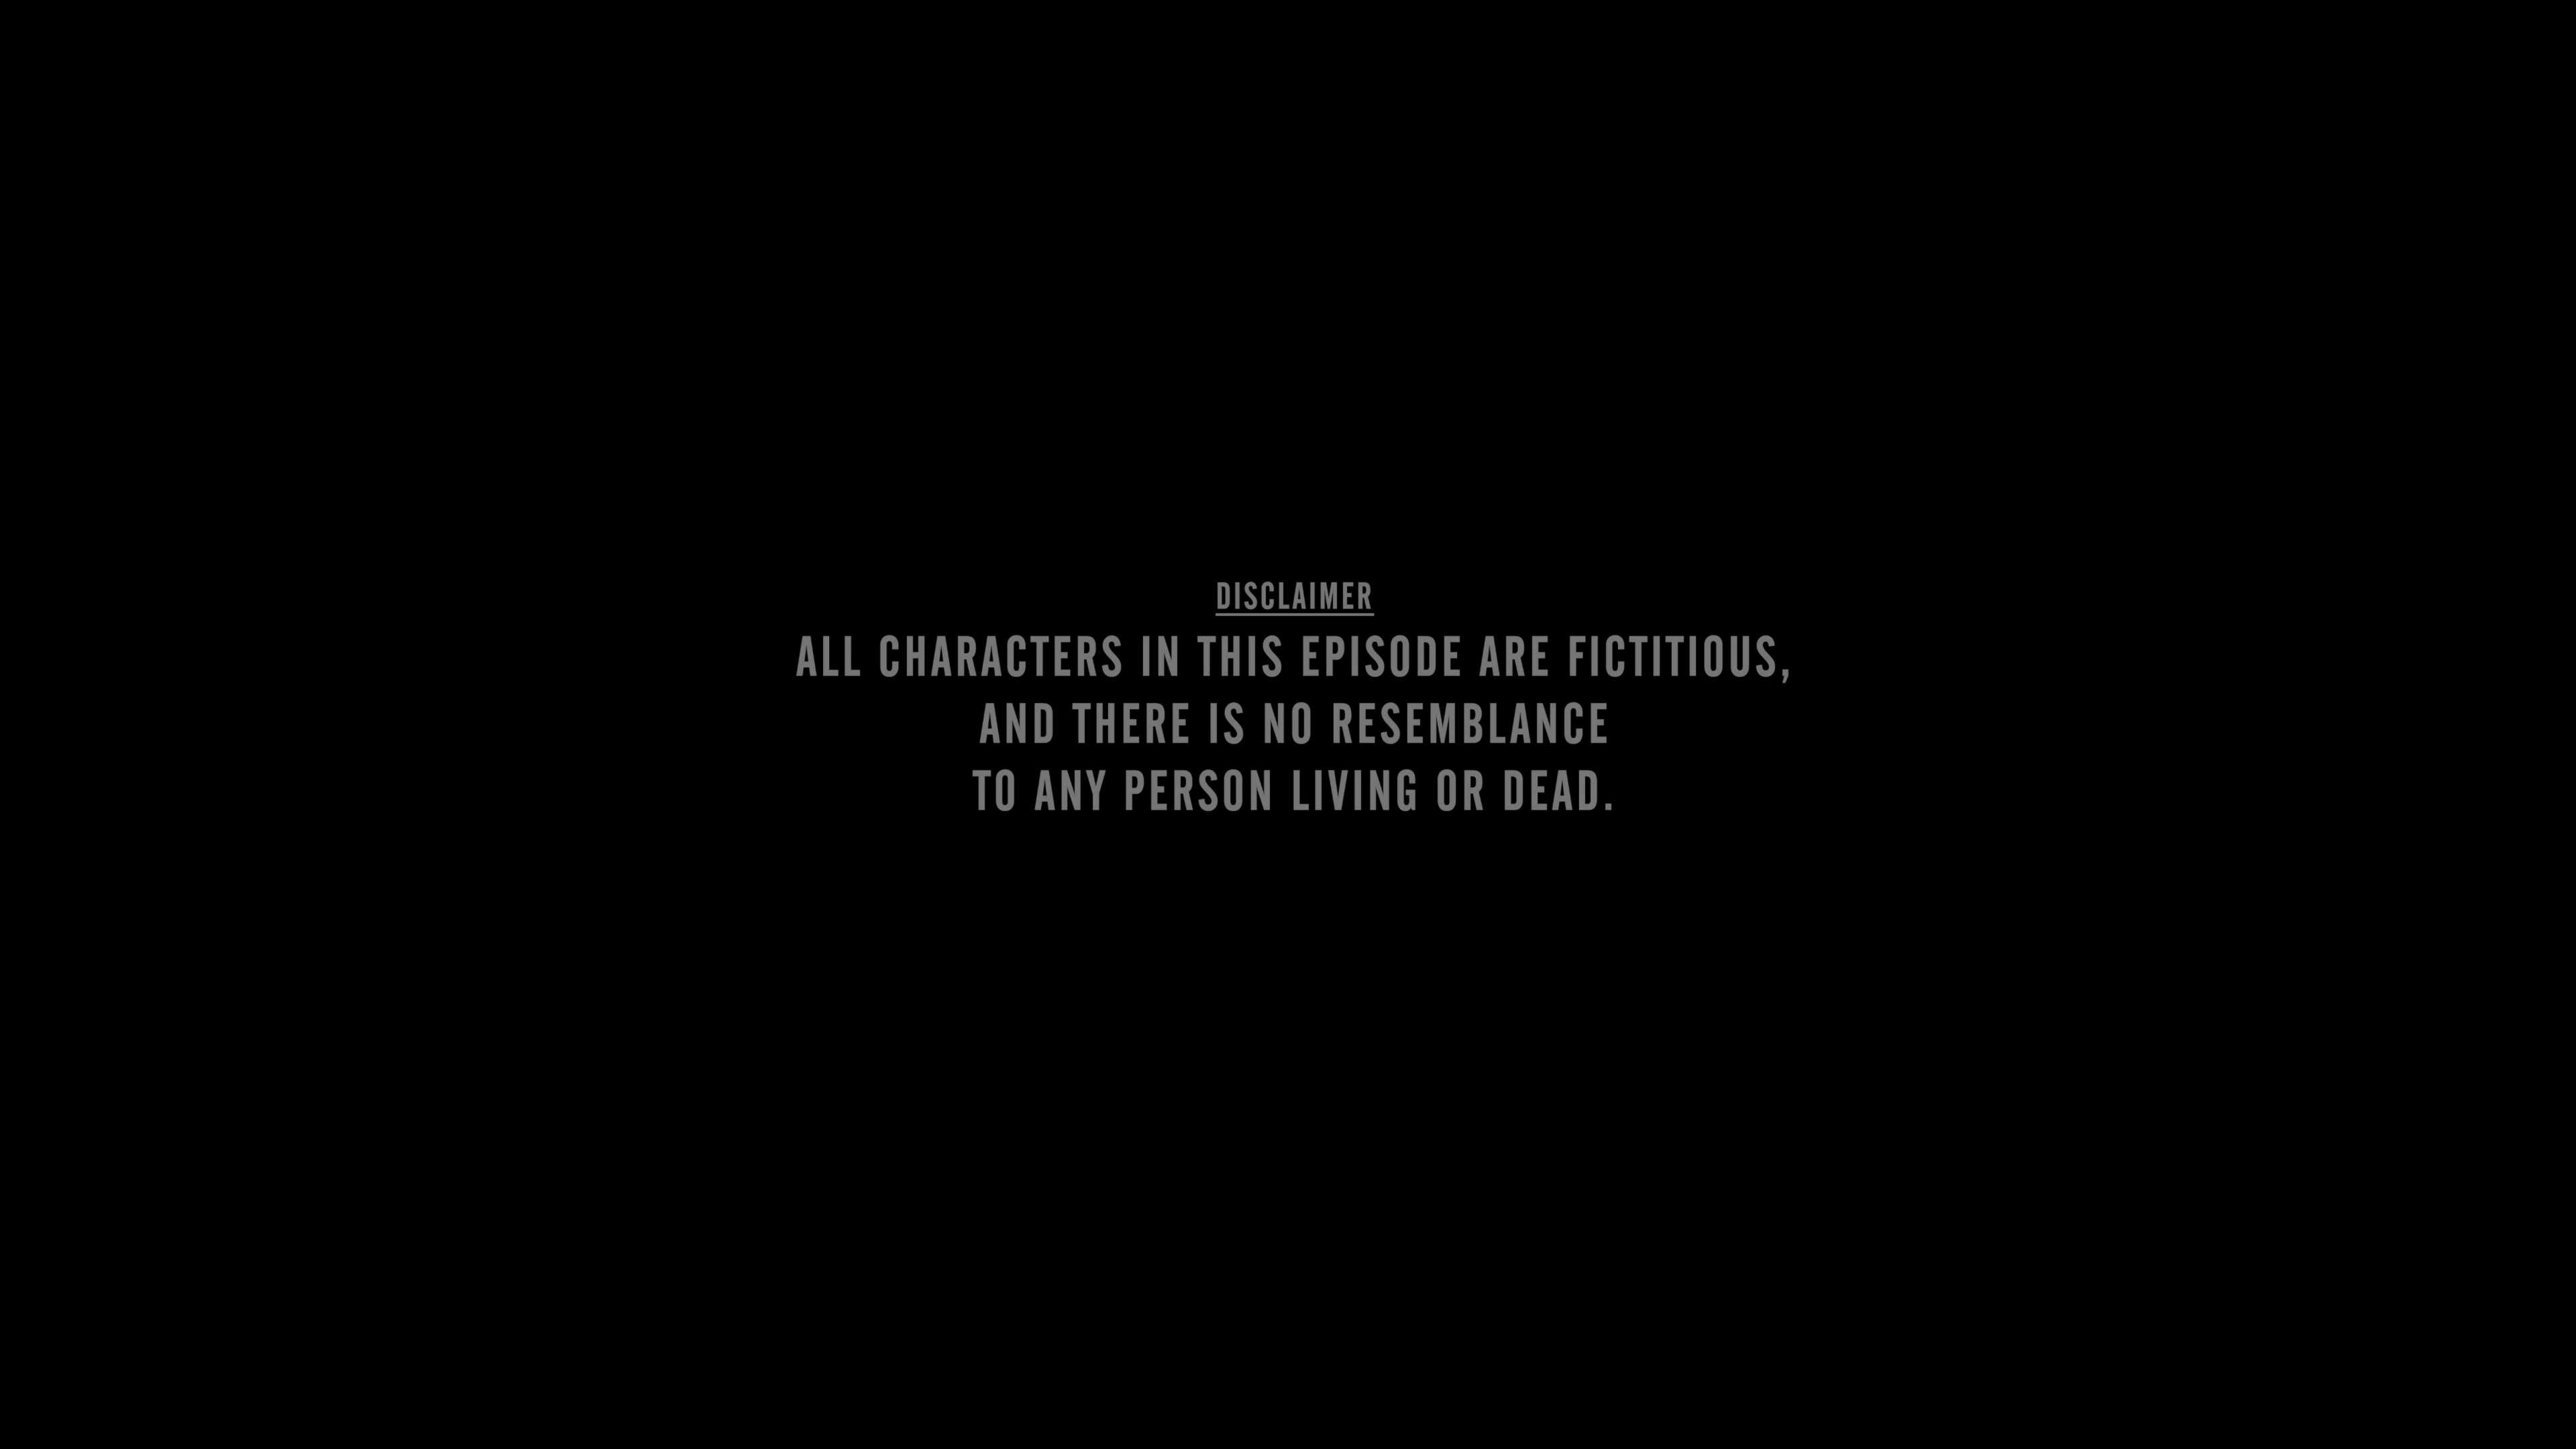 DISCLAIMER
ALL CHARACTERS IN THIS EPISODE ARE FICTITIOUS,
AND THERE IS NO RESEMBLANCE
TO ANY PERSON LIVING OR DEAD.